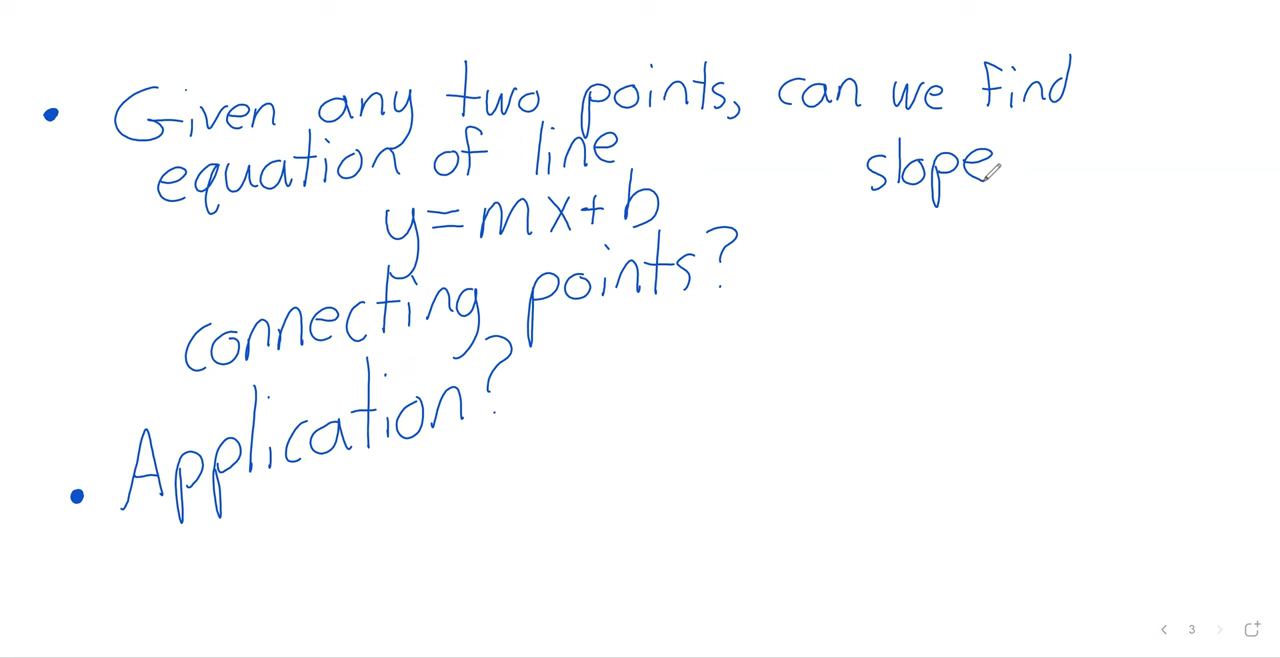 • Given any two points, can we find
equation of line
slope
y = mx + b
connecting points?
• Application?
3